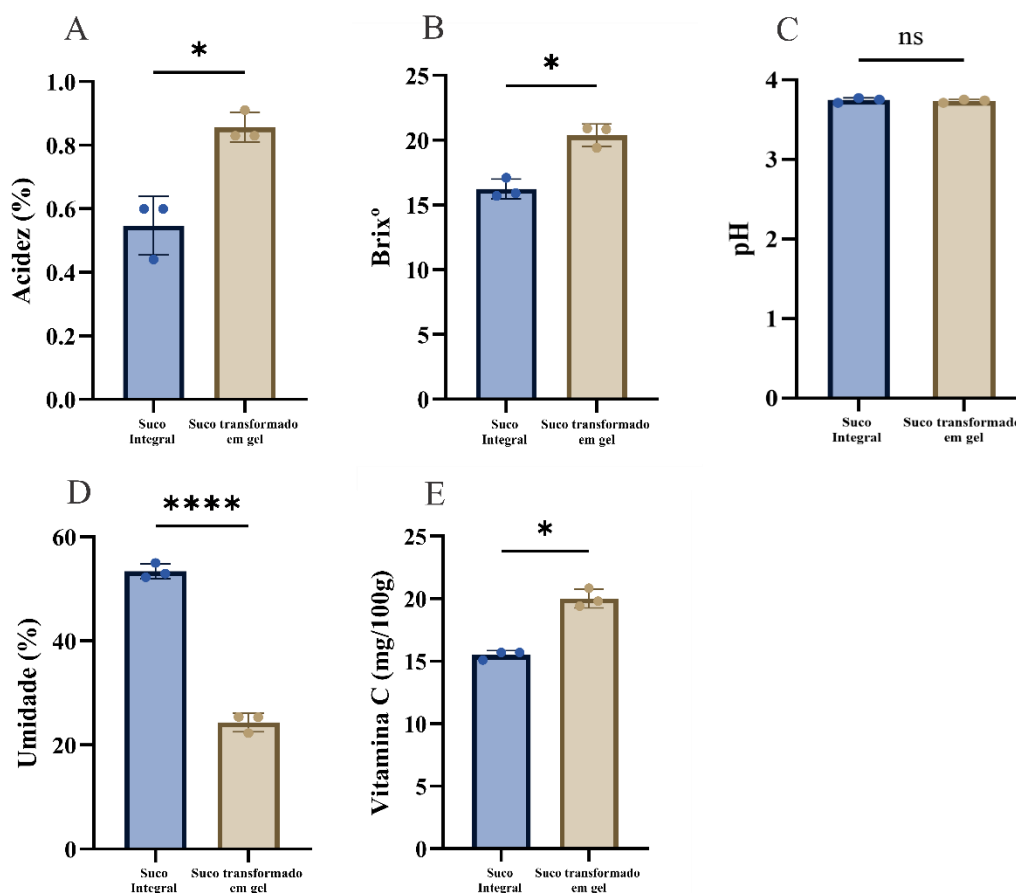 A
*
Acidez (%)
1.0
0.8
0.6
0.4
0.2
0.0
Suco
Integral
Suco transformado
em gel
B
*
Brixº
25
20
15
10
5
0
Suco
Integral
Suco transformado
em gel
C
ns
pH
4
3
2
1
0
Suco
Integral
Suco transformado
em gel
D
****
Umidade (%)
60
40
20
0
Suco
Integral
Suco transformado
em gel
E
*
Vitamina C (mg/100g)
25
20
15
10
5
0
Suco
Integral
Suco transformado
em gel